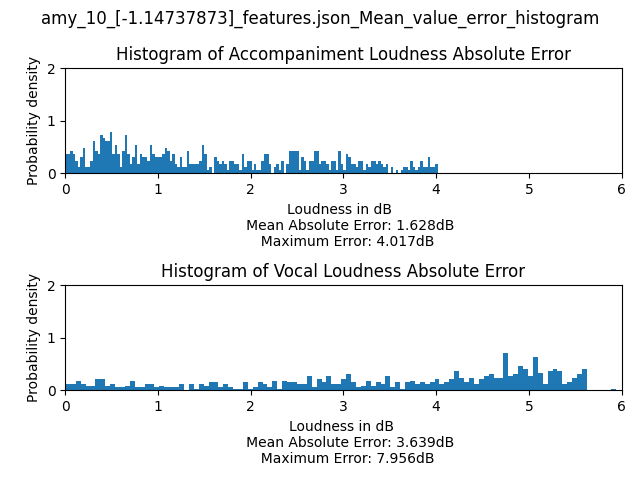 amy_10_[-1.14737873]_features.json_Mean_value_error_histogram
Histogram of Accompaniment Loudness Absolute Error
Probability density
2
1
0
0 1 2 3 4 5 6
Loudness in dB
Mean Absolute Error: 1.628dB
Maximum Error: 4.017dB
Histogram of Vocal Loudness Absolute Error
Probability density
2
1
0
0 1 2 3 4 5 6
Loudness in dB
Mean Absolute Error: 3.639dB
Maximum Error: 7.956dB